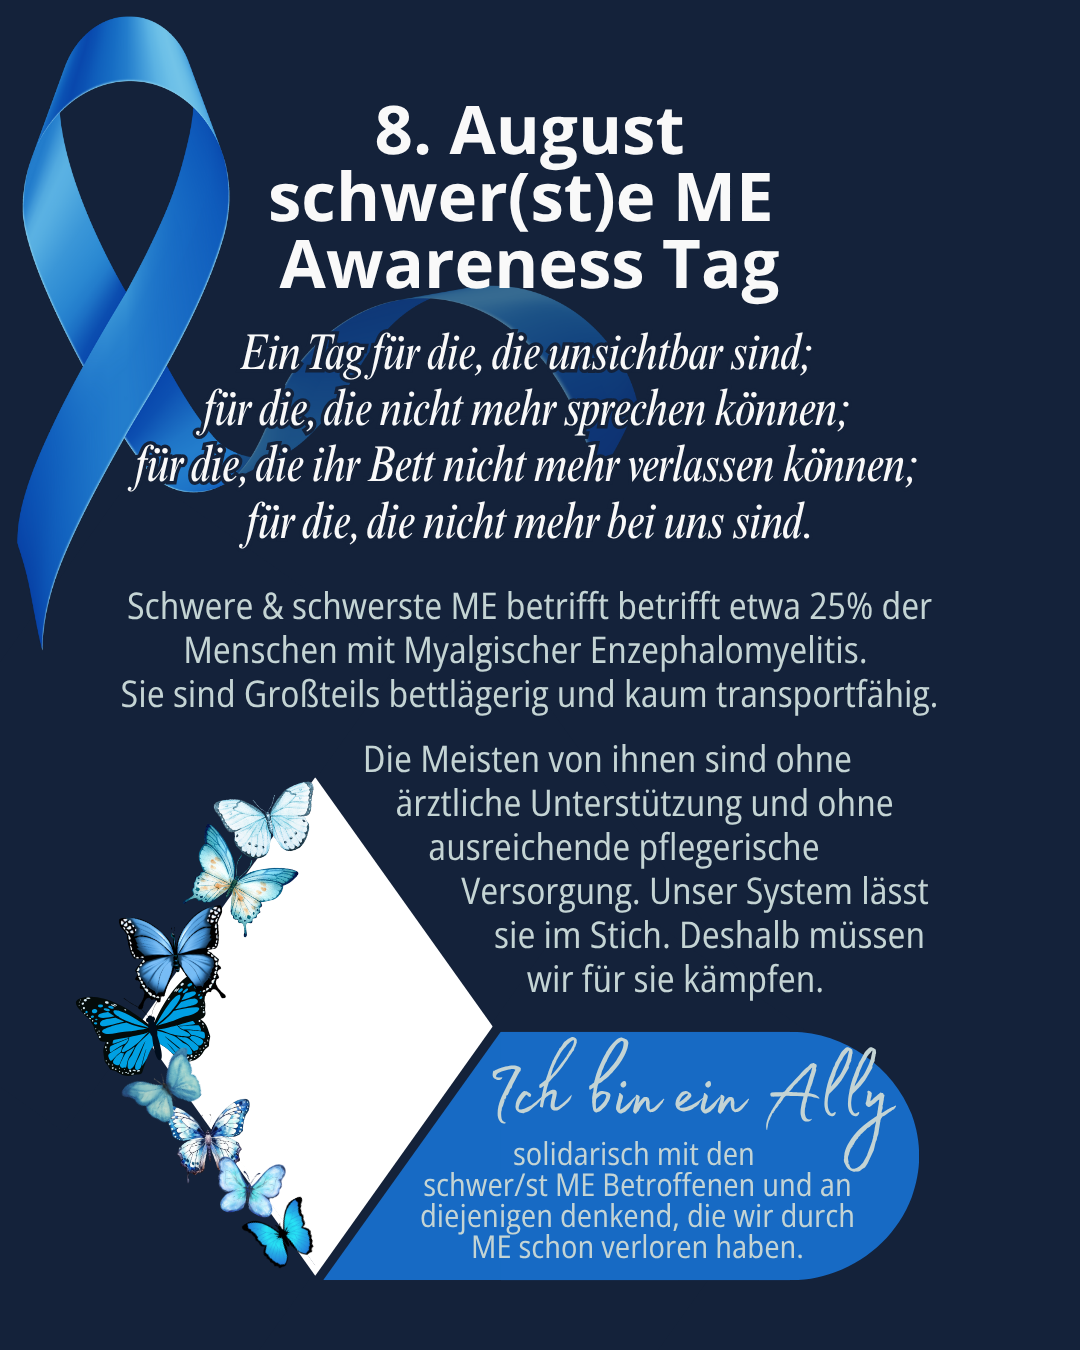 8. August
schwer(st)e ME
Awareness Tag
Ein Tag für die, die unsichtbar sind;
für die, die nicht mehr sprechen können;
für die, die ihr Bett nicht mehr verlassen können;
für die, die nicht mehr bei uns sind.
Schwere & schwerste ME betrifft betrifft etwa 25% der
Menschen mit Myalgischer Enzephalomyelitis.
Sie sind Großteils bettlägerig und kaum transportfähig.
Die Meisten von ihnen sind ohne
ärztliche Unterstützung und ohne
ausreichende pflegerische
Versorgung. Unser System lässt
sie im Stich. Deshalb müssen
wir für sie kämpfen.
Ich bin ein Ally
solidarisch mit den
schwer/st ME Betroffenen und an
diejenigen denkend, die wir durch
ME schon verloren haben.